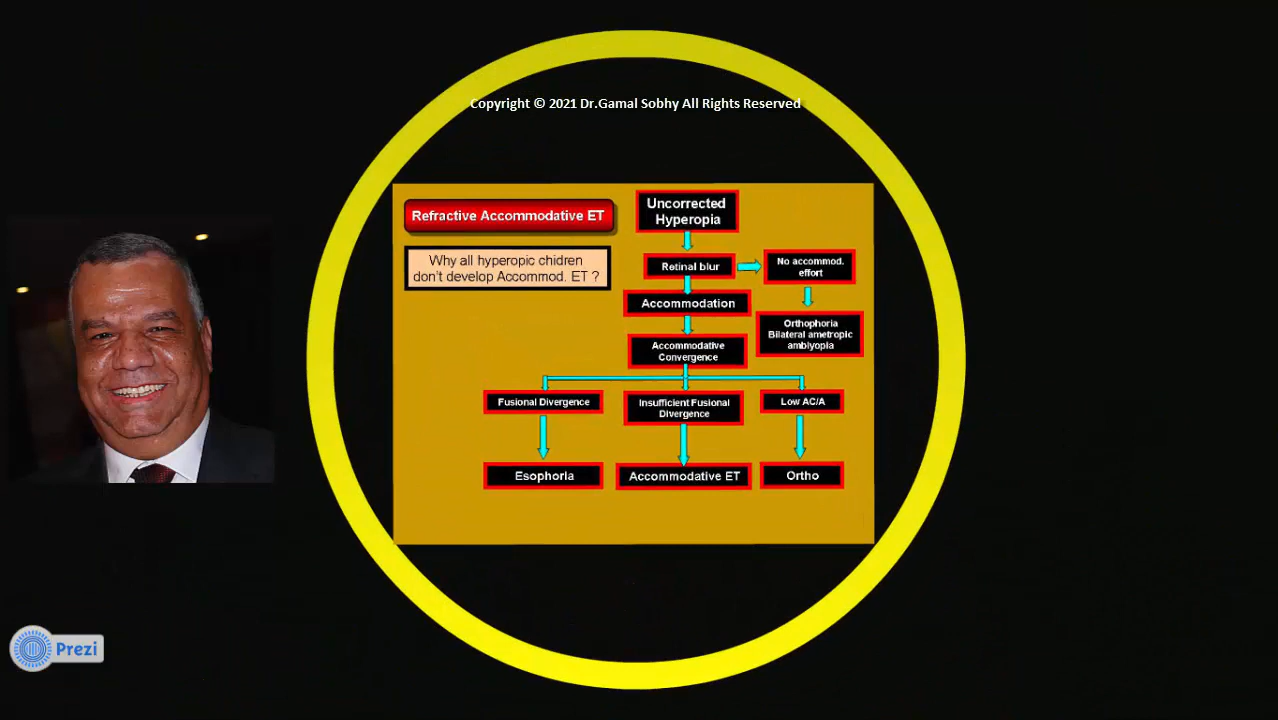 Copyright © 2021 Dr.Gamal Sobhy All Rights Reserved
Refractive Accommodative ET
Why all hyperopic chidren
don't develop Accommod. ET ?
Uncorrected
Hyperopia
Retinal blur
No accommod.
effort
Accommodation
Orthophoria
Bilateral ametropic
amblyopia
Accommodative
Convergence
Fusional Divergence
Insufficient Fusional
Divergence
Low AC/A
Esophoria
Accommodative ET
Ortho
Prezi